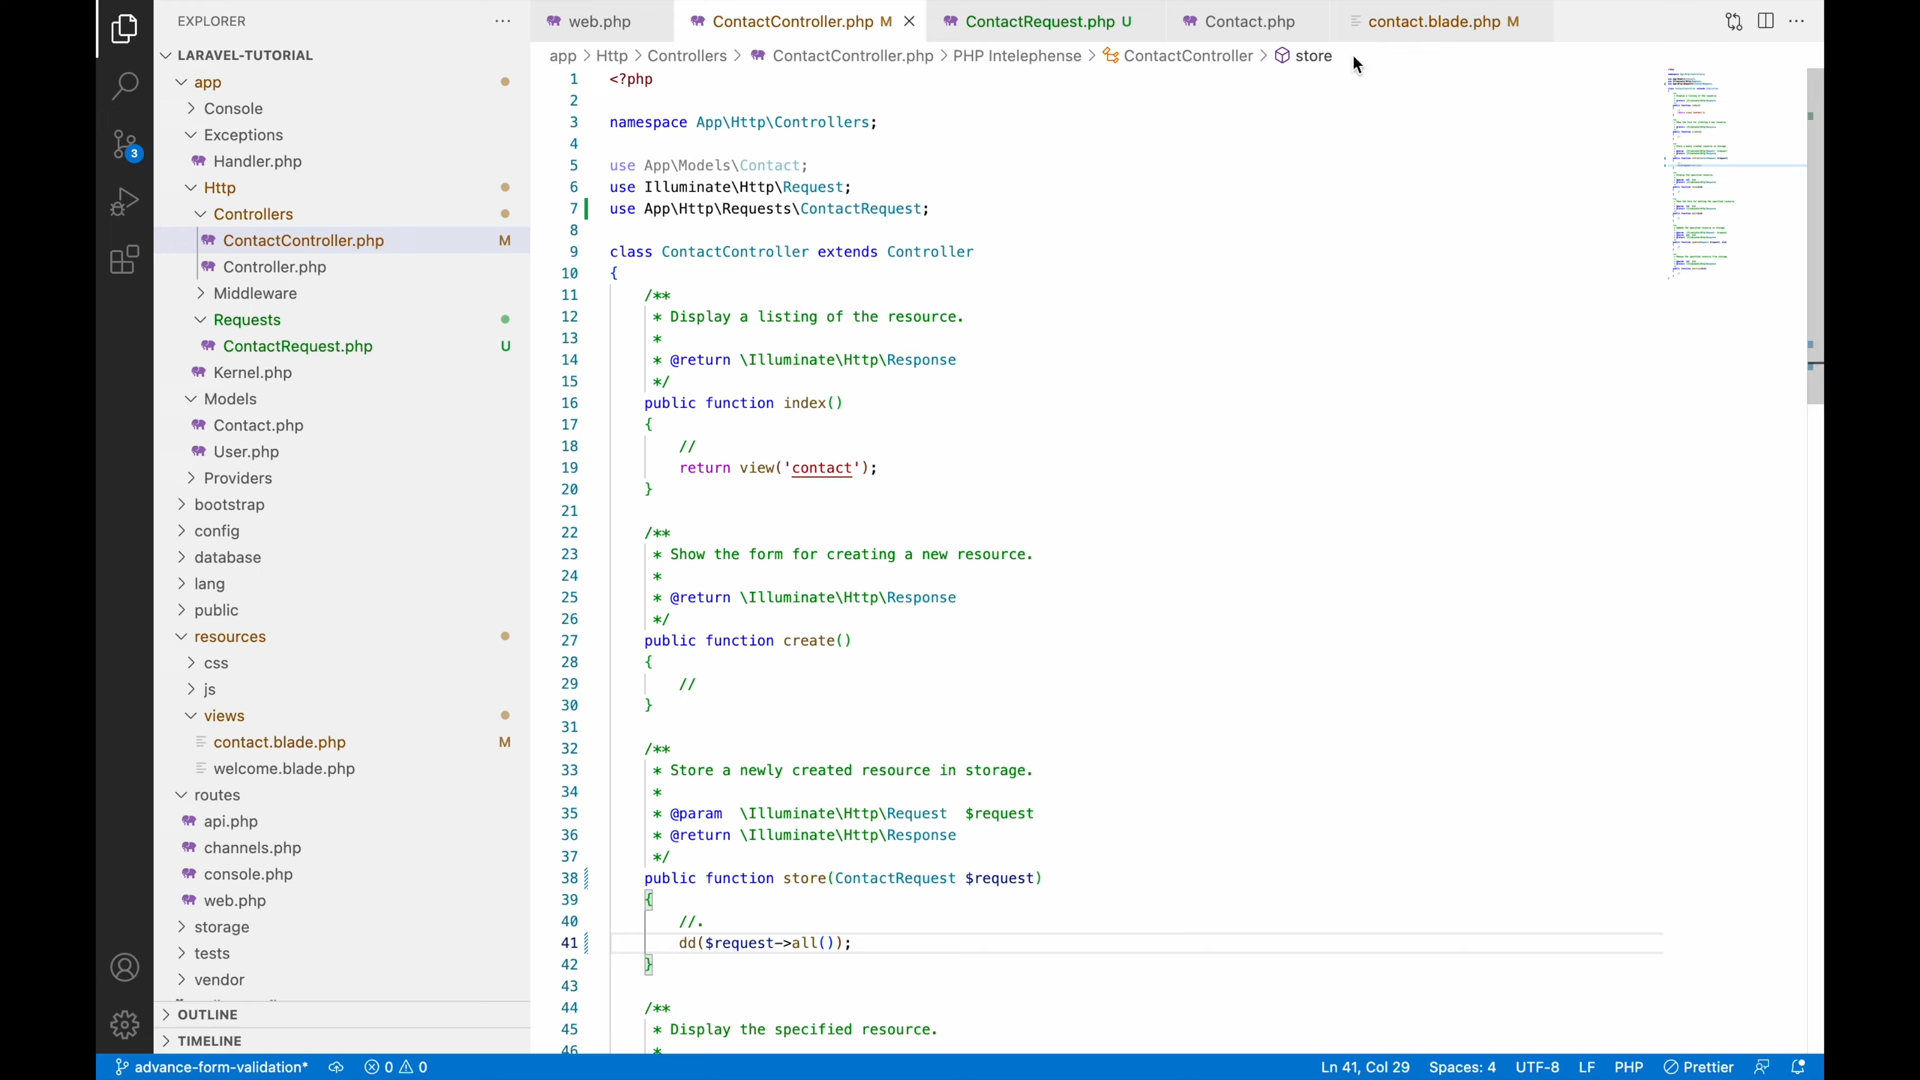 EXPLORER
LARAVEL-TUTORIAL
app
Console
Exceptions
Handler.php
Http
Controllers
ContactController.php M
Controller.php
Middleware
Requests
ContactRequest.php U
Kernel.php
Models
Contact.php
User.php
Providers
bootstrap
config
database
lang
public
resources
css
js
views
contact.blade.php M
welcome.blade.php
routes
api.php
channels.php
console.php
web.php
storage
tests
vendor
OUTLINE
TIMELINE
3
web.php ContactController.php M ContactRequest.php U Contact.php contact.blade.php M
app > Http > Controllers > ContactController.php > PHP Intelephense > ContactController > store
1 <?php
2
3 namespace App\Http\Controllers;
4
5 use App\Models\Contact;
6 use Illuminate\Http\Request;
7 use App\Http\Requests\ContactRequest;
8
9 class ContactController extends Controller
10 {
11 /**
12 * Display a listing of the resource.
13 *
14 * @return \Illuminate\Http\Response
15 */
16 public function index()
17 {
18 //
19 return view('contact');
20 }
21
22 /**
23 * Show the form for creating a new resource.
24 *
25 * @return \Illuminate\Http\Response
26 */
27 public function create()
28 {
29 //
30 }
31
32 /**
33 * Store a newly created resource in storage.
34 *
35 * @param  \Illuminate\Http\Request  $request
36 * @return \Illuminate\Http\Response
37 */
38 public function store(ContactRequest $request)
39 {
40 //.
41 dd($request->all());
42 }
43
44 /**
45 * Display the specified resource.
46 *
advance-form-validation* 0 0 Ln 41, Col 29 Spaces: 4 UTF-8 LF PHP Prettier